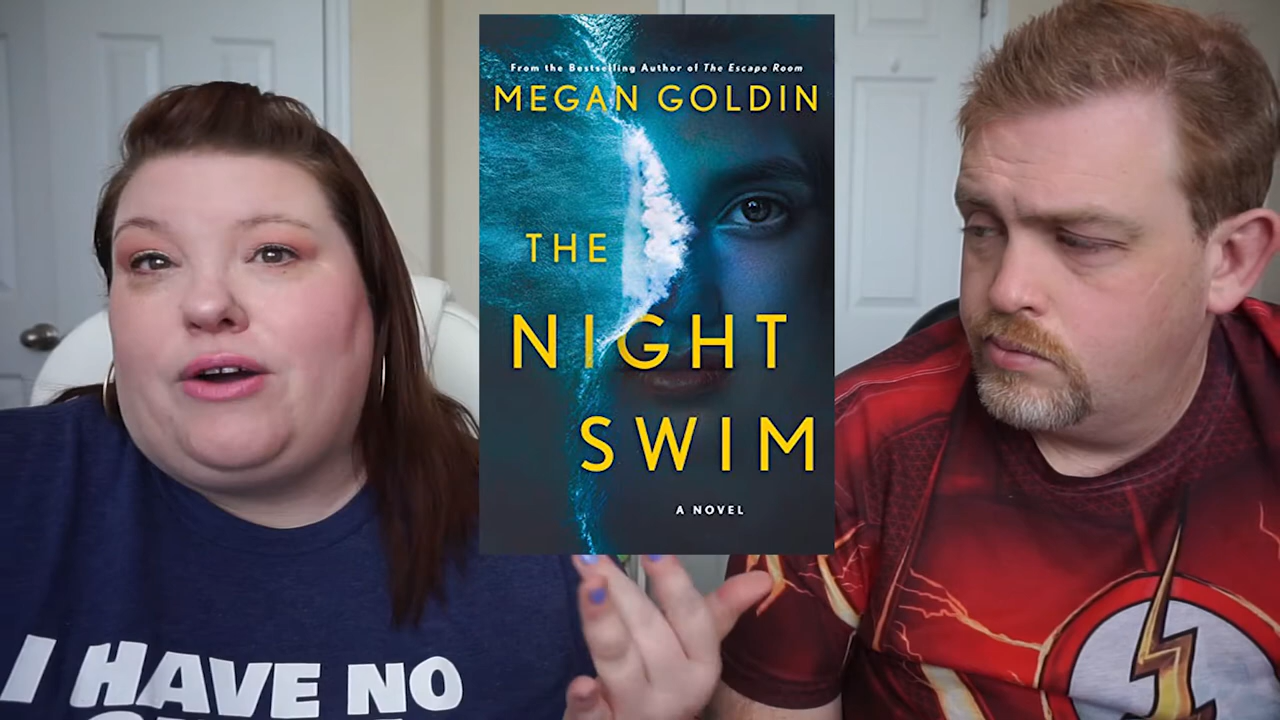 From the Bestselling Author of The Escape Room
MEGAN GOLDIN
THE
NIGHT
SWIM
A NOVEL
I HAVE NO